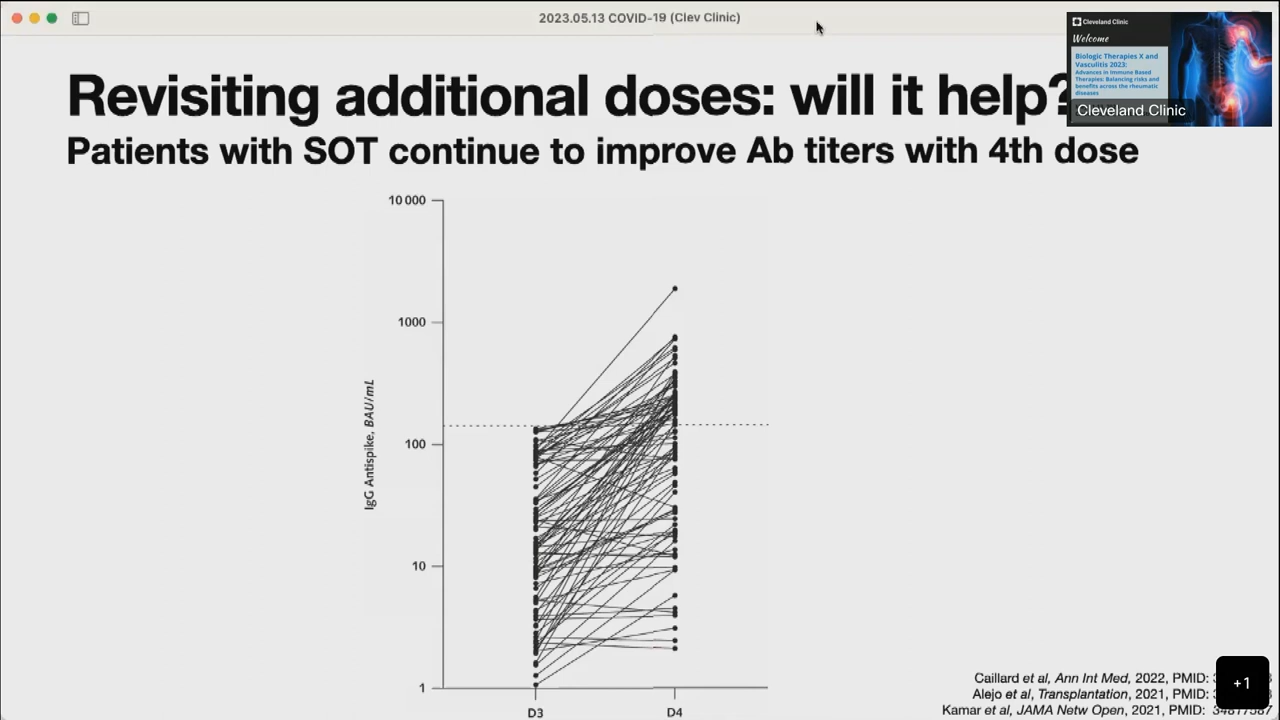 2023.05.13 COVID-19 (Clev Clinic)
Cleveland Clinic
Welcome
Biologic Therapies X and
Vasculitis 2023:
Advances in Immune Based
Therapies: Balancing risks and
benefits across the rheumatic
diseases
Cleveland Clinic
Revisiting additional doses: will it help?
Patients with SOT continue to improve Ab titers with 4th dose
10 000
1000
100
10
1
IgG Antispike, BAU/mL
D3
D4
Caillard et al, Ann Int Med, 2022, PMID:
Alejo et al, Transplantation, 2021, PMID:
Kamar et al, JAMA Netw Open, 2021, PMID:
+1